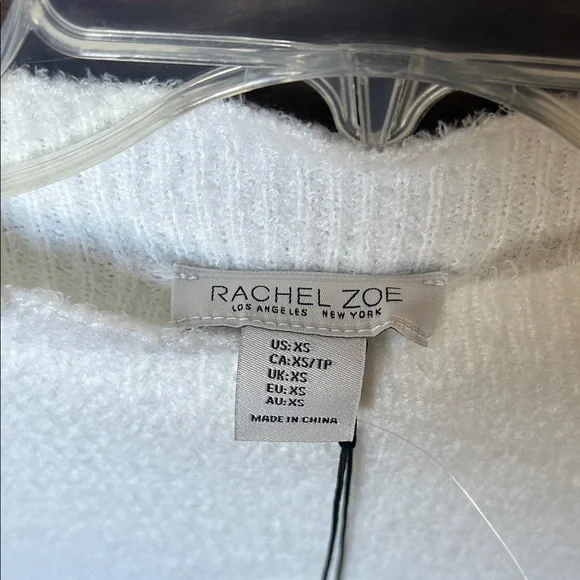 RACHEL ZOE
LOS ANGELES NEW YORK
US: XS
CA: XS/TP
UK: XS
EU: XS
AU: XS
MADE IN CHINA